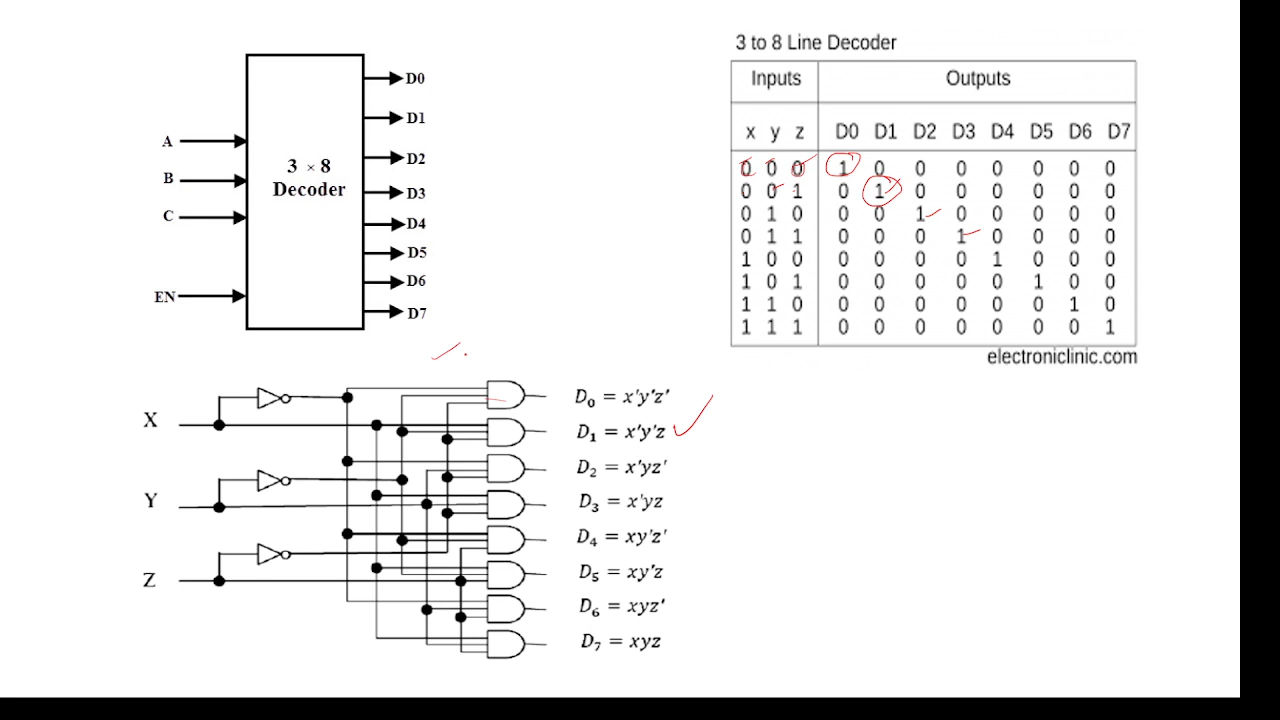 3 to 8 Line Decoder
Inputs Outputs
x y z D0 D1 D2 D3 D4 D5 D6 D7
0 0 0 1 0 0 0 0 0 0 0
0 0 1 0 1 0 0 0 0 0 0
0 1 0 0 0 1 0 0 0 0 0
0 1 1 0 0 0 1 0 0 0 0
1 0 0 0 0 0 0 1 0 0 0
1 0 1 0 0 0 0 0 1 0 0
1 1 0 0 0 0 0 0 0 1 0
1 1 1 0 0 0 0 0 0 0 1
electroniclinic.com
A
B
C
EN
3 × 8
Decoder
D0
D1
D2
D3
D4
D5
D6
D7
X
Y
Z
D₀ = x'y'z'
D₁ = x'y'z
D₂ = x'yz'
D₃ = x'yz
D₄ = xy'z'
D₅ = xy'z
D₆ = xyz'
D₇ = xyz